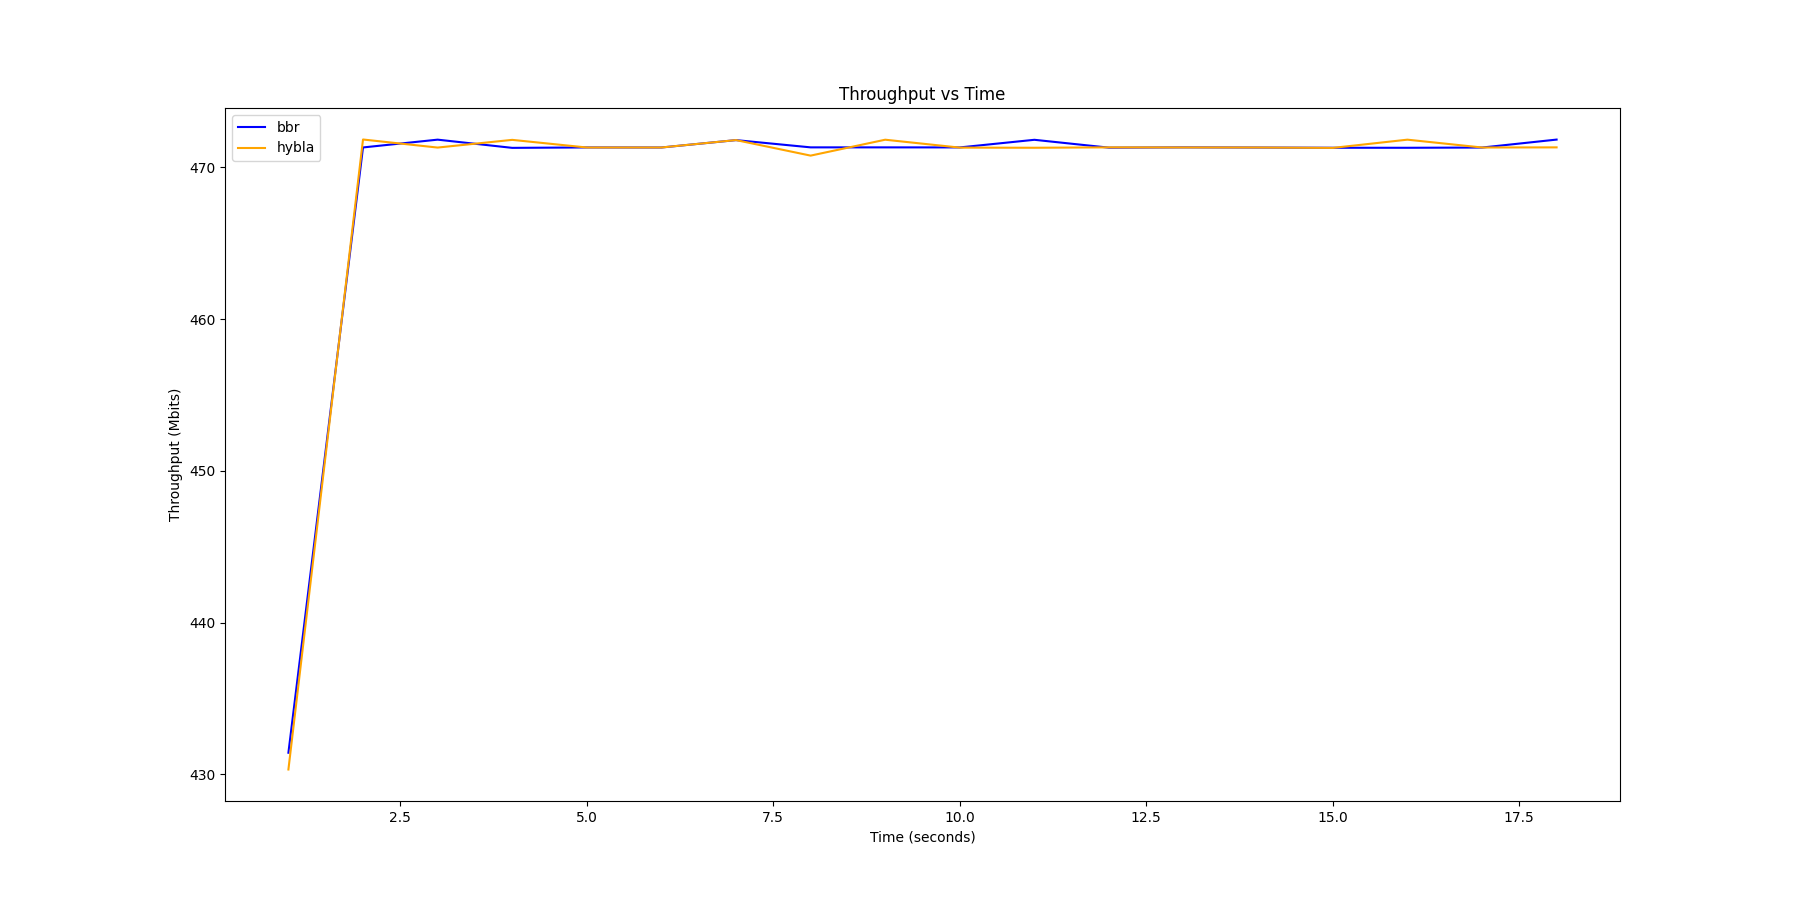 Throughput vs Time
bbr
hybla
470
460
450
440
430
Throughput (Mbits)
2.5 5.0 7.5 10.0 12.5 15.0 17.5
Time (seconds)